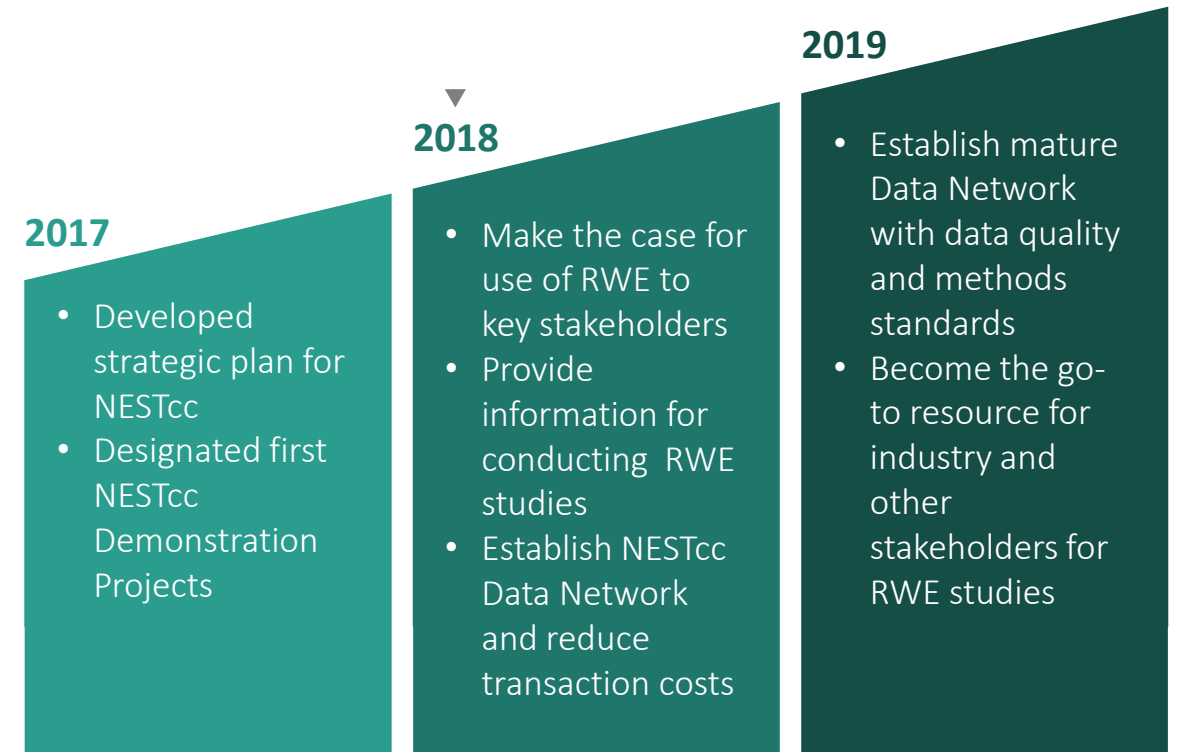 2017
• Developed
strategic plan for
NESTcc
• Designated first
NESTcc
Demonstration
Projects
2018
• Make the case for
use of RWE to
key stakeholders
• Provide
information for
conducting  RWE
studies
• Establish NESTcc
Data Network
and reduce
transaction costs
2019
• Establish mature
Data Network
with data quality
and methods
standards
• Become the go-
to resource for
industry and
other
stakeholders for
RWE studies